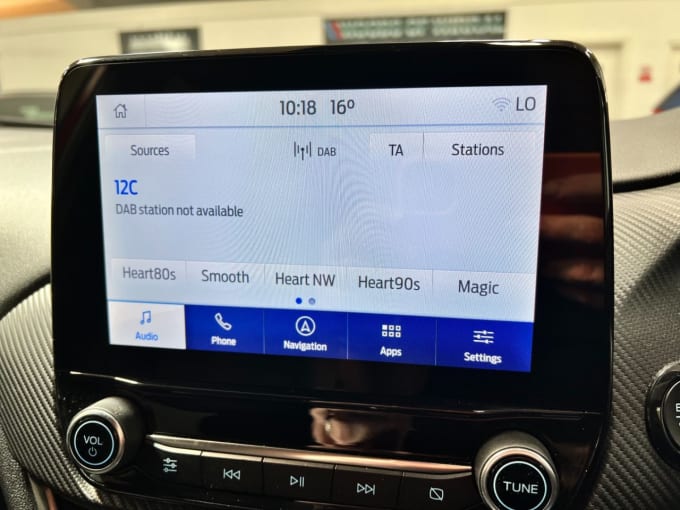 10:18 16º LO
Sources DAB TA Stations
12C
DAB station not available
Heart80s Smooth Heart NW Heart90s Magic
Audio Phone Navigation Apps Settings
VOL TUNE